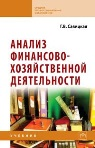 Г.В. Савицкая
АНАЛИЗ
ФИНАНСОВО-
ХОЗЯЙСТВЕННОЙ
ДЕЯТЕЛЬНОСТИ
УЧЕБНИК